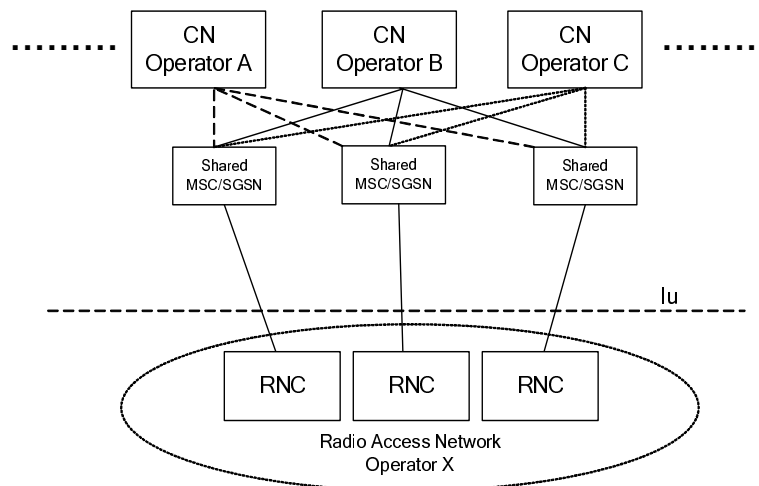 CN
Operator A
CN
Operator B
CN
Operator C
Shared
MSC/SGSN
Shared
MSC/SGSN
Shared
MSC/SGSN
Iu
RNC
RNC
RNC
Radio Access Network
Operator X